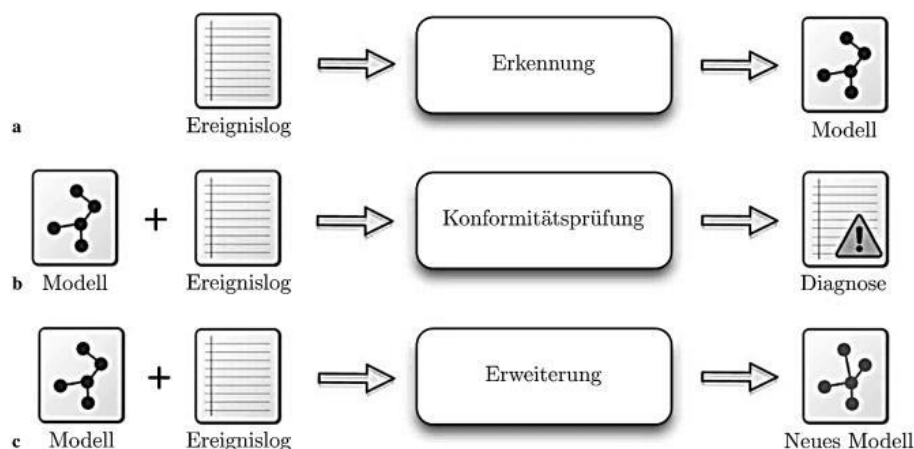 Erkennung
a Ereignislog Modell
+ Konformitätsprüfung
b Modell Ereignislog Diagnose
+ Erweiterung
c Modell Ereignislog Neues Modell